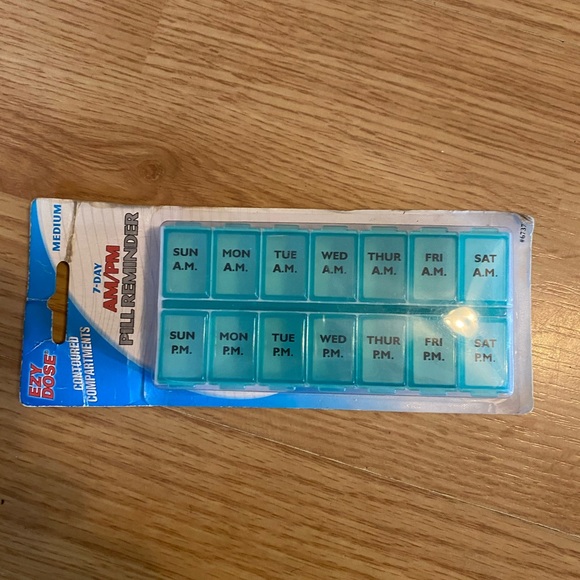 EZY
DOSE®
MEDIUM
7-DAY
AM/PM
PILL REMINDER
CONTOURED
COMPARTMENTS
SUN
A.M.
MON
A.M.
TUE
A.M.
WED
A.M.
THUR
A.M.
FRI
A.M.
SAT
A.M.
SUN
P.M.
MON
P.M.
TUE
P.M.
WED
P.M.
THUR
P.M.
FRI
P.M.
SAT
P.M.